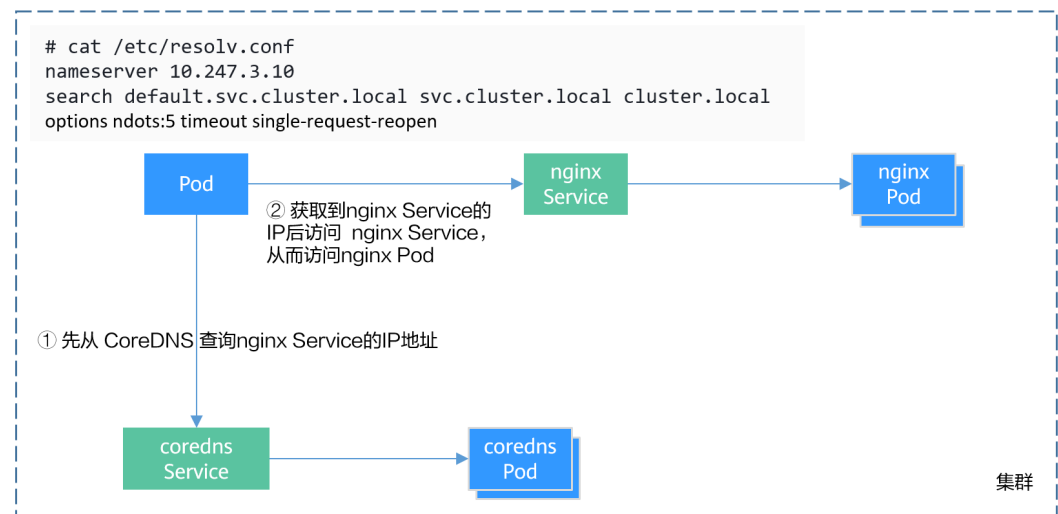 # cat /etc/resolv.conf
nameserver 10.247.3.10
search default.svc.cluster.local svc.cluster.local cluster.local
options ndots:5 timeout single-request-reopen
Pod
nginx
Service
nginx
Pod
② 获取到nginx Service的
IP后访问 nginx Service，
从而访问nginx Pod
① 先从 CoreDNS 查询nginx Service的IP地址
coredns
Service
coredns
Pod
集群